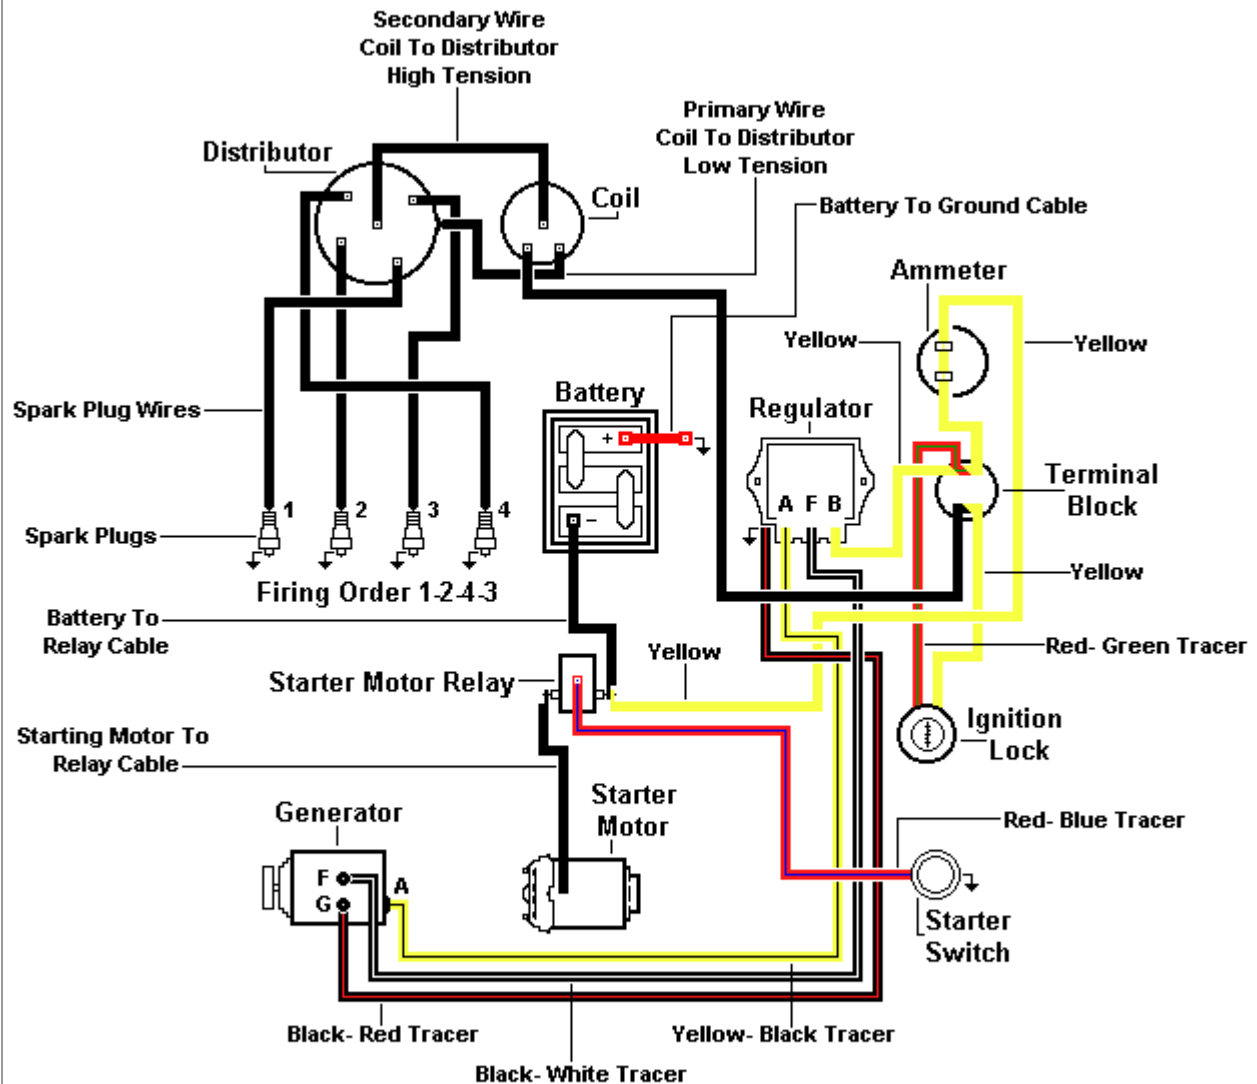 Secondary Wire
Coil To Distributor
High Tension
Primary Wire
Coil To Distributor
Low Tension
Distributor
Coil
Battery To Ground Cable
Ammeter
Yellow
Yellow
Battery
Regulator
Spark Plug Wires
+
Terminal
Block
A F B
1 2 3 4
-
Spark Plugs
Yellow
Firing Order 1-2-4-3
Battery To
Relay Cable
Yellow
Red- Green Tracer
Starter Motor Relay
Ignition
Lock
Starting Motor To
Relay Cable
Starter
Motor
Generator
Red- Blue Tracer
F
A
G
Starter
Switch
Black- Red Tracer
Yellow- Black Tracer
Black- White Tracer